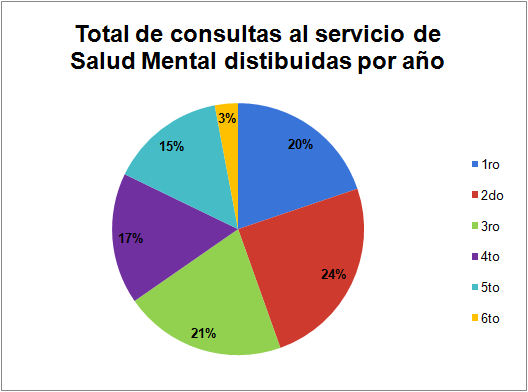 Total de consultas al servicio de
Salud Mental distibuidas por año
3%
20%
15%
17%
24%
21%
1ro
2do
3ro
4to
5to
6to